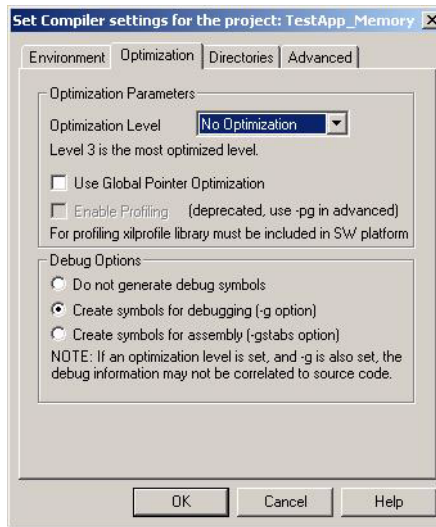 Set Compiler settings for the project: TestApp_Memory
Environment Optimization Directories Advanced
Optimization Parameters
Optimization Level No Optimization
Level 3 is the most optimized level.
Use Global Pointer Optimization
Enable Profiling (deprecated, use -pg in advanced)
For profiling xilprofile library must be included in SW platform
Debug Options
Do not generate debug symbols
Create symbols for debugging (-g option)
Create symbols for assembly (-gstabs option)
NOTE: If an optimization level is set, and -g is also set, the
debug information may not be correlated to source code.
OK Cancel Help